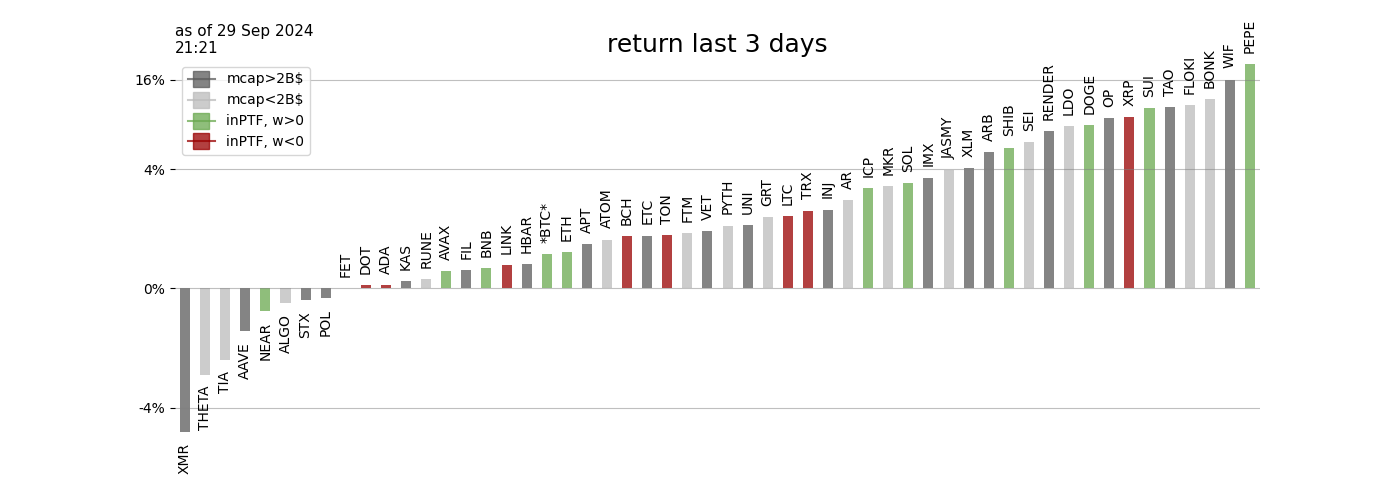 as of 29 Sep 2024
21:21
return last 3 days
mcap>2B$
mcap<2B$
inPTF, w>0
inPTF, w<0
16%
4%
0%
-4%
XMR
THETA
TIA
AAVE
NEAR
ALGO
STX
POL
FET
DOT
ADA
KAS
RUNE
AVAX
FIL
BNB
LINK
HBAR
*BTC*
ETH
APT
ATOM
BCH
ETC
TON
FTM
VET
PYTH
UNI
GRT
LTC
TRX
INJ
AR
ICP
MKR
SOL
IMX
JASMY
XLM
ARB
SHIB
SEI
RENDER
LDO
DOGE
OP
XRP
SUI
TAO
FLOKI
BONK
WIF
PEPE